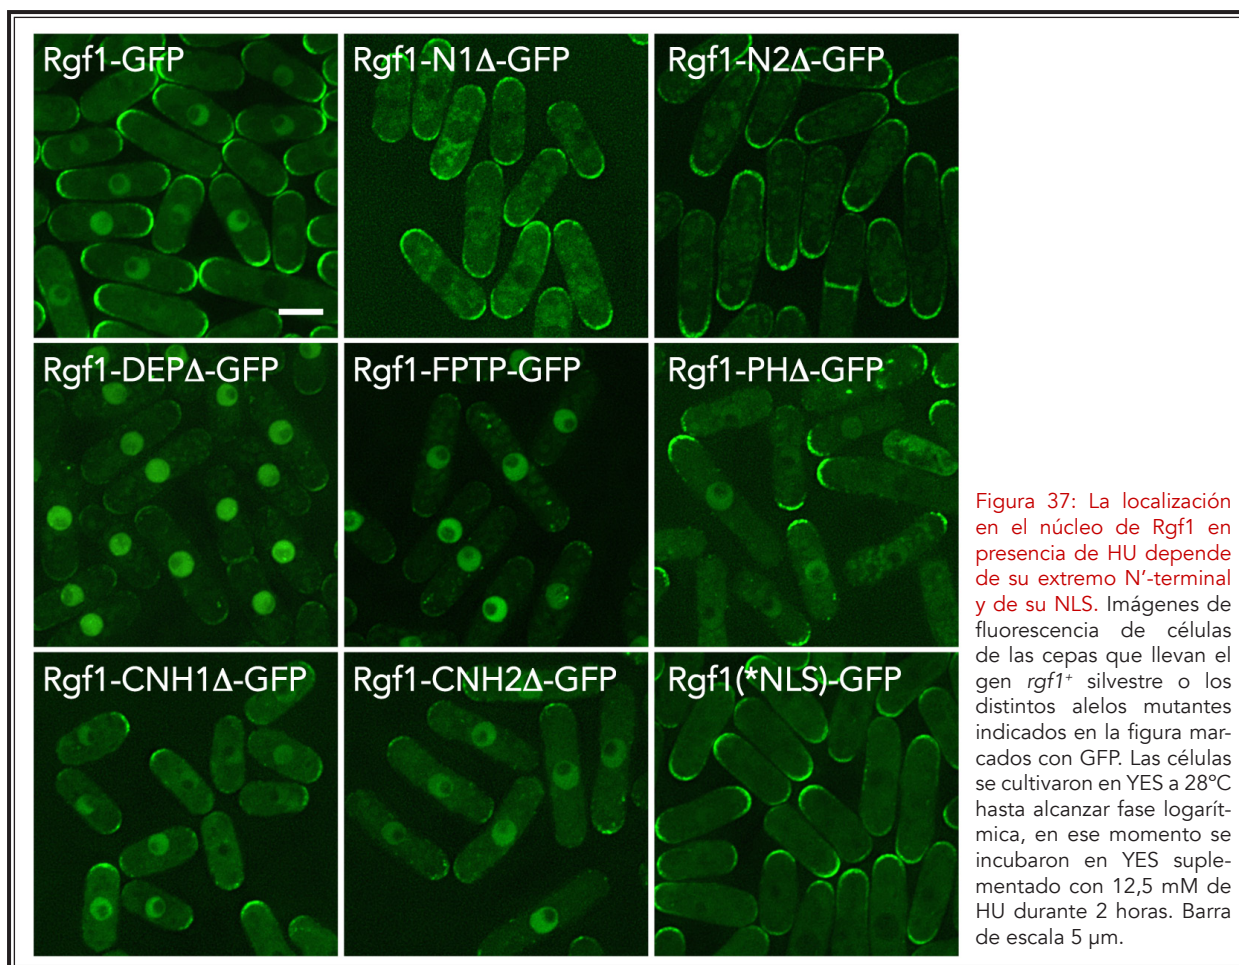 Rgf1-GFP
Rgf1-N1Δ-GFP
Rgf1-N2Δ-GFP
Rgf1-DEPΔ-GFP
Rgf1-FPTP-GFP
Rgf1-PHΔ-GFP
Rgf1-CNH1Δ-GFP
Rgf1-CNH2Δ-GFP
Rgf1(*NLS)-GFP
Figura 37: La localización
en el núcleo de Rgf1 en
presencia de HU depende
de su extremo N’-terminal
y de su NLS. Imágenes de
fluorescencia de células
de las cepas que llevan el
gen rgf1⁺ silvestre o los
distintos alelos mutantes
indicados en la figura mar-
cados con GFP. Las células
se cultivaron en YES a 28ºC
hasta alcanzar fase logarít-
mica, en ese momento se
incubaron en YES suple-
mentado con 12,5 mM de
HU durante 2 horas. Barra
de escala 5 µm.